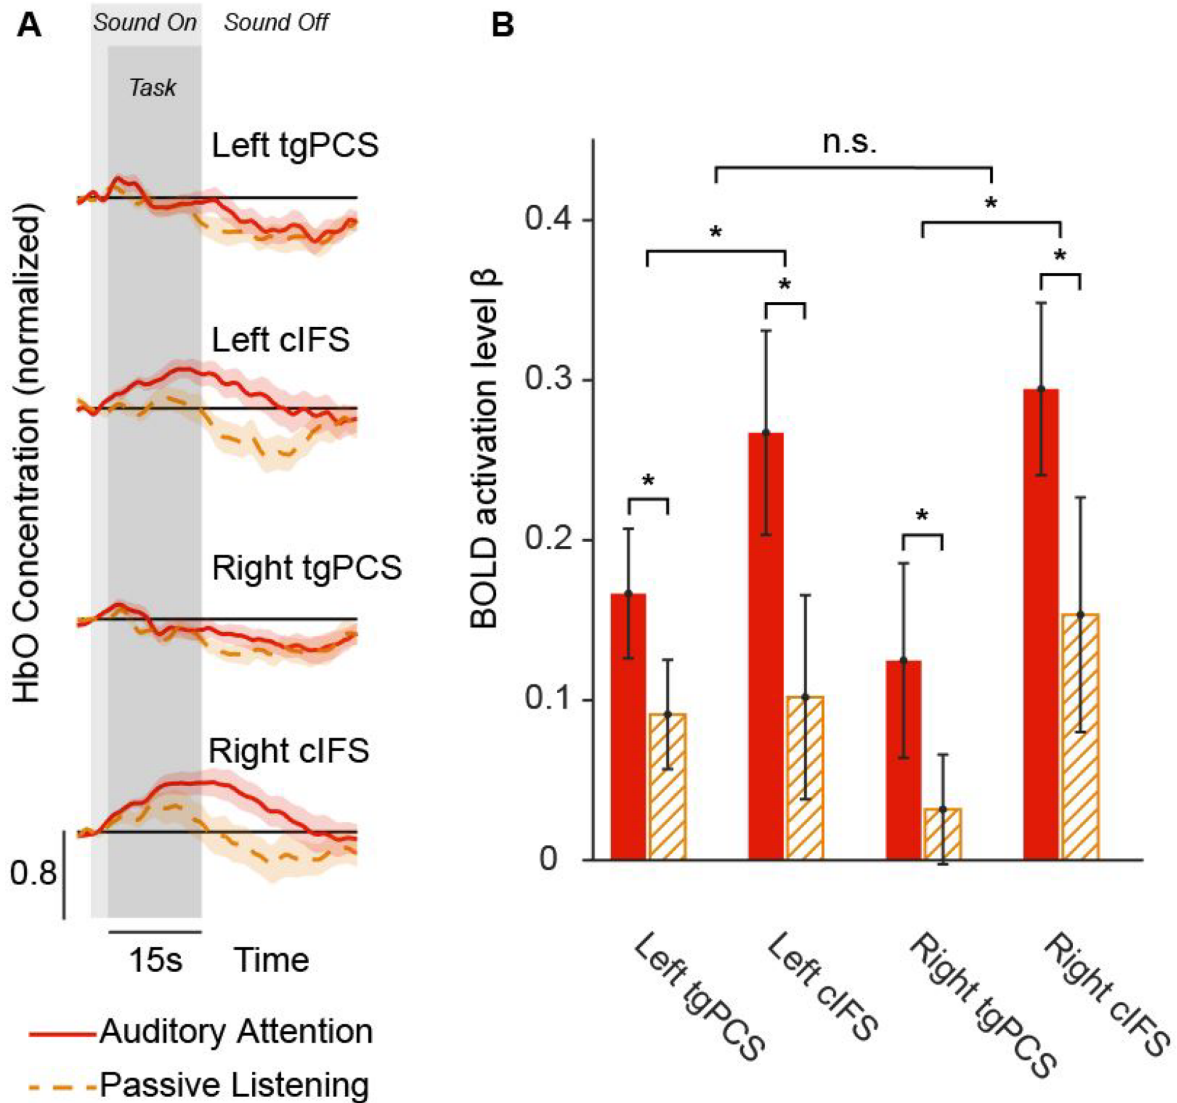 A
Sound On
Sound Off
Task
Left tgPCS
Left cIFS
Right tgPCS
Right cIFS
HbO Concentration (normalized)
0.8
15s
Time
Auditory Attention
Passive Listening
B
n.s.
*
*
*
*
*
*
BOLD activation level β
0.4
0.3
0.2
0.1
0
Left tgPCS
Left cIFS
Right tgPCS
Right cIFS